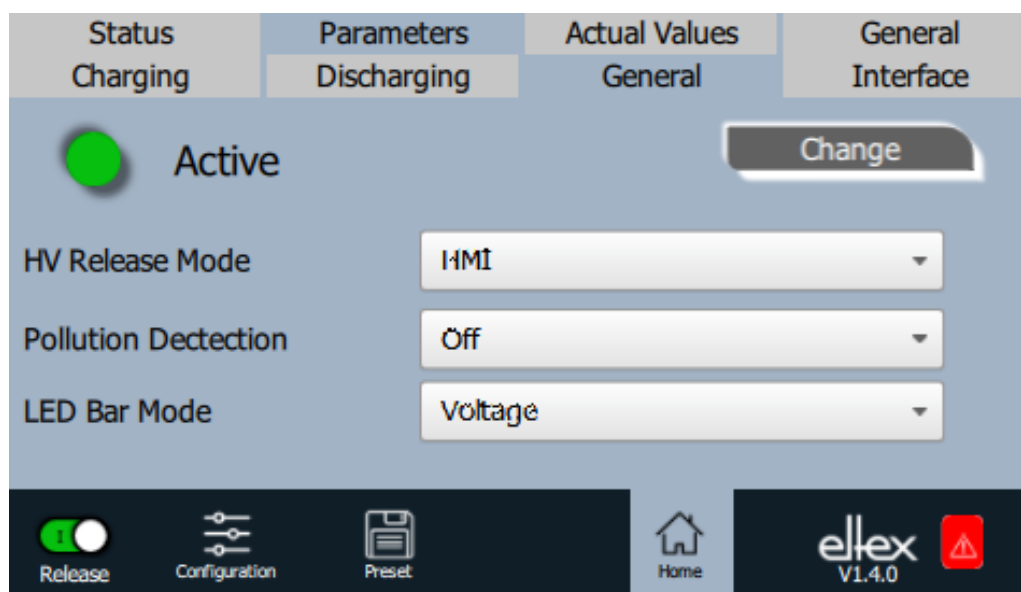 Status Parameters Actual Values General
Charging Discharging General Interface
Active Change
HV Release Mode HMI
Pollution Dectection Off
LED Bar Mode Voltage
Release Configuration Preset Home eltex
V1.4.0